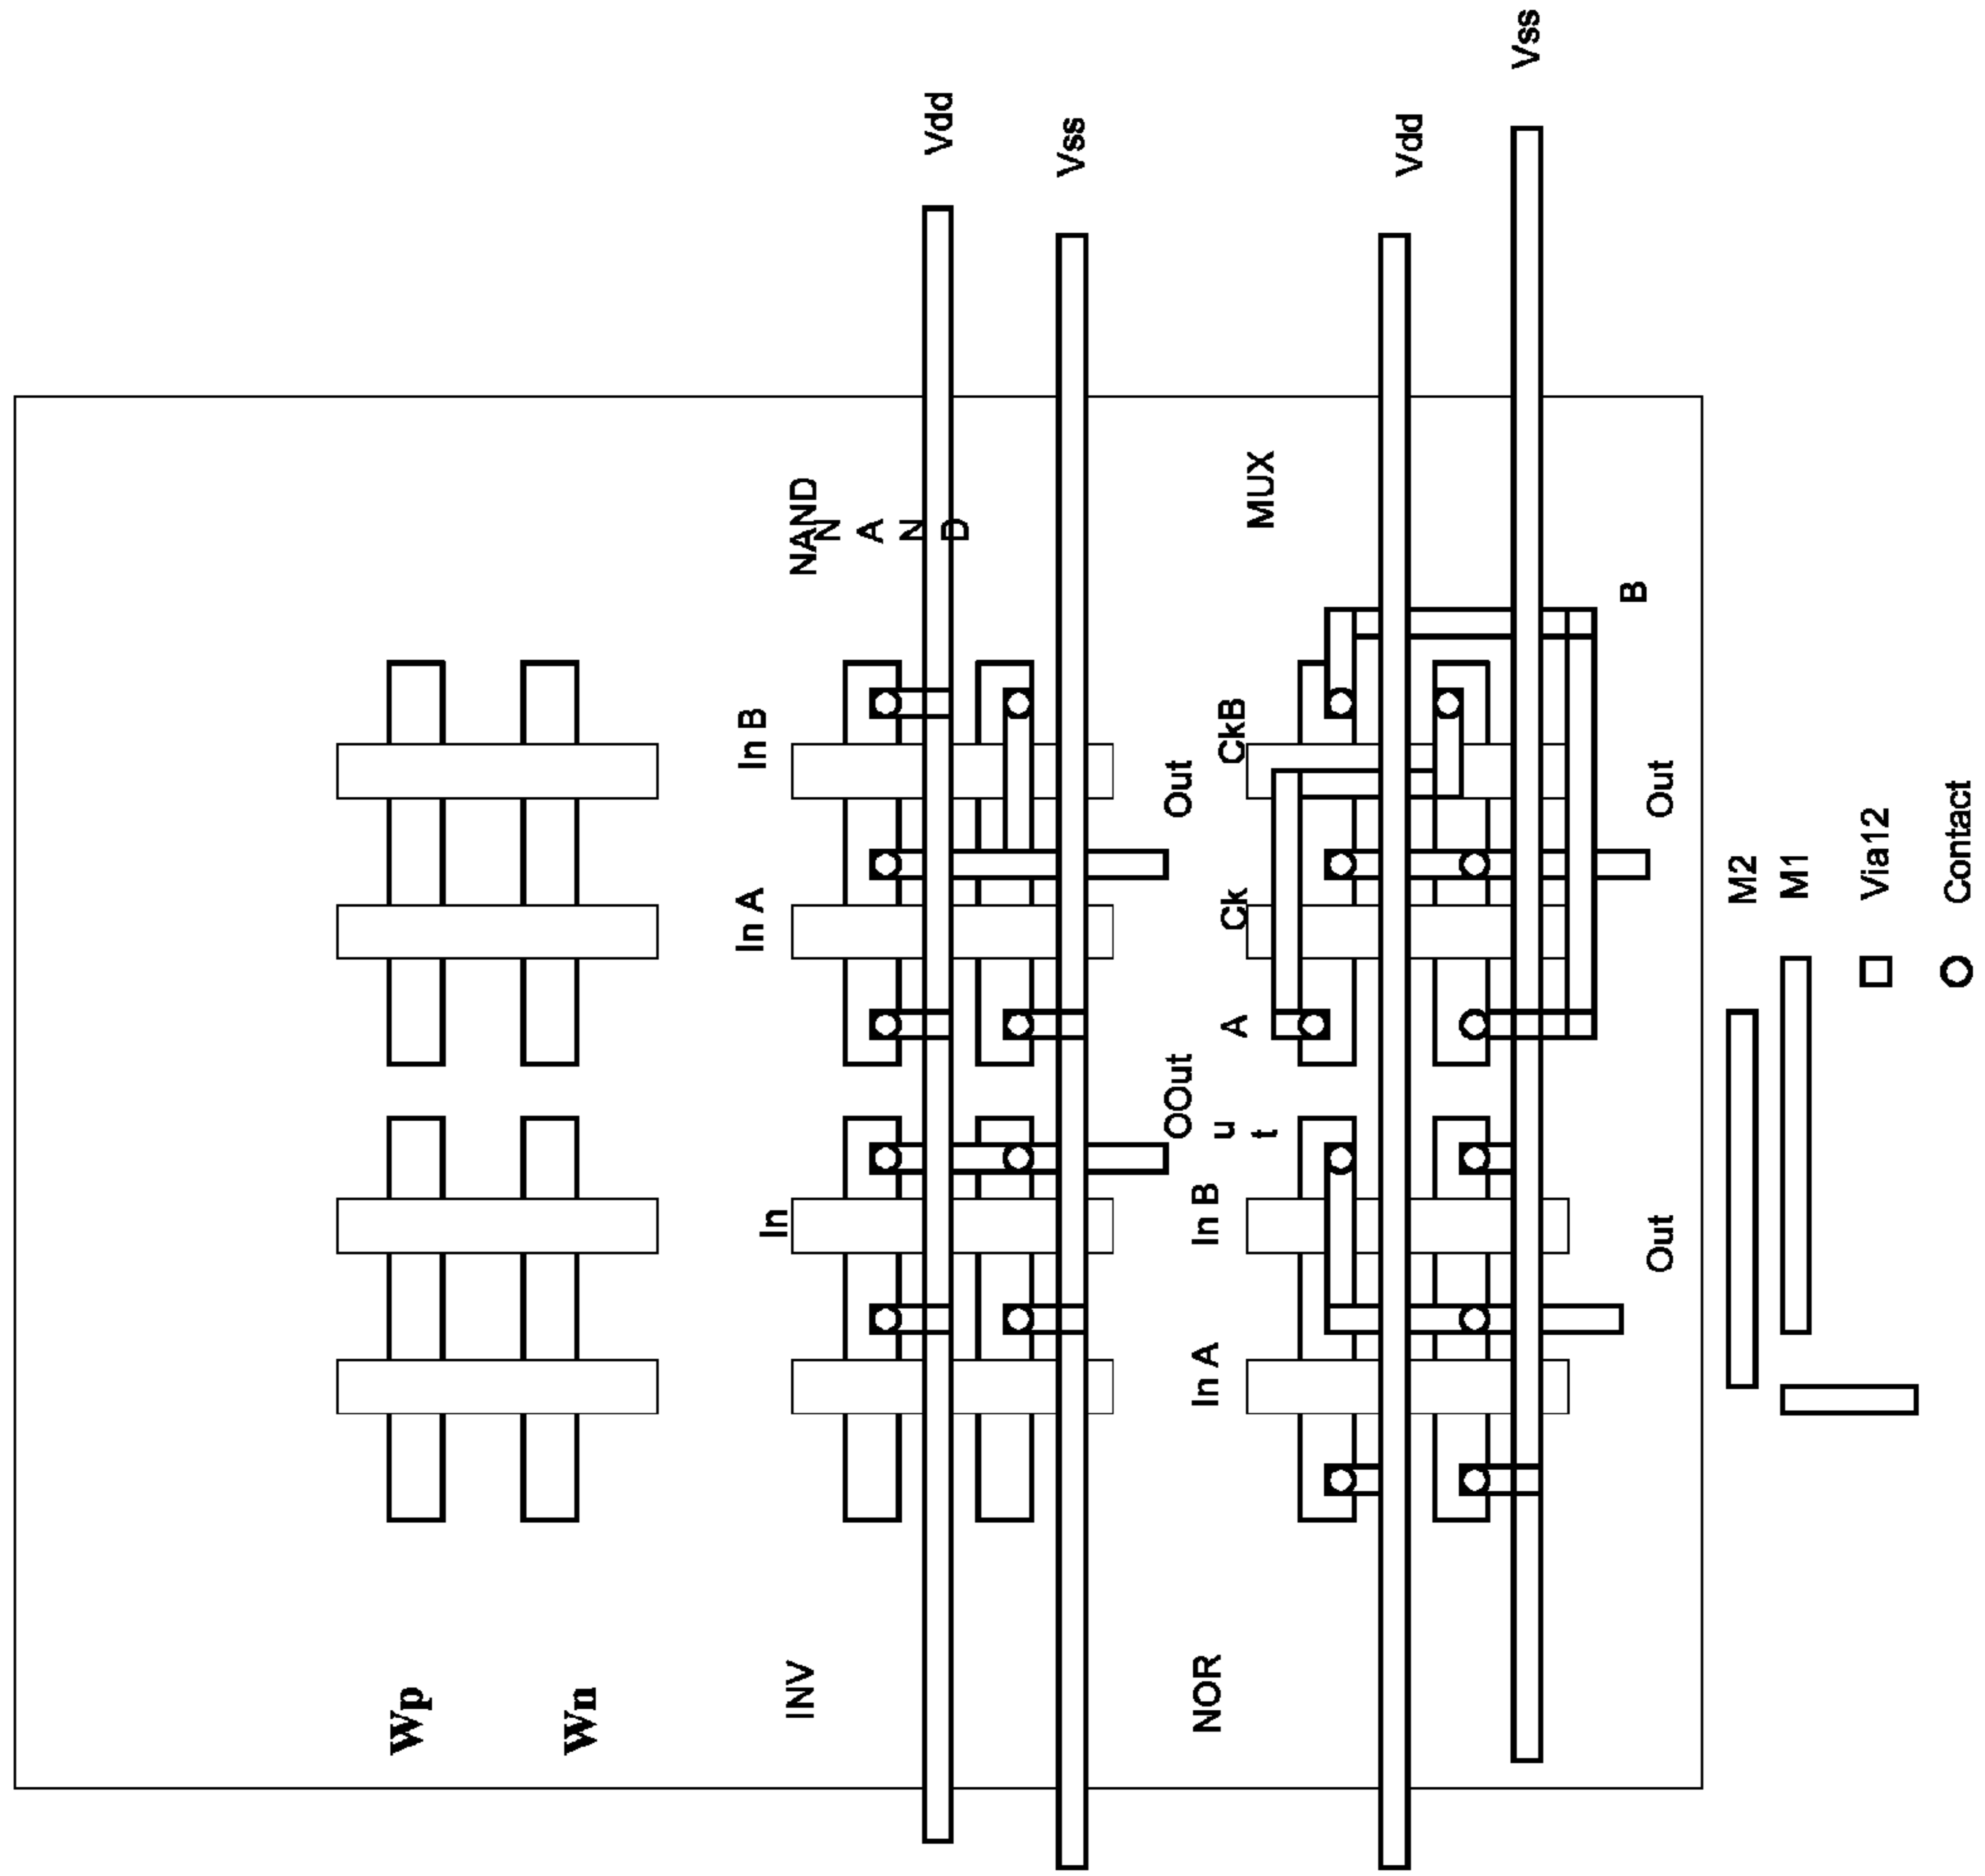 Wp
Wn
INV
In
In A
In B
NAND
N
A
N
D
Vdd
Vss
OOut
u
t
Out
NOR
In A
In B
A
Ck
CkB
MUX
Vdd
Vss
B
Out
Out
M2
M1
Via12
Contact